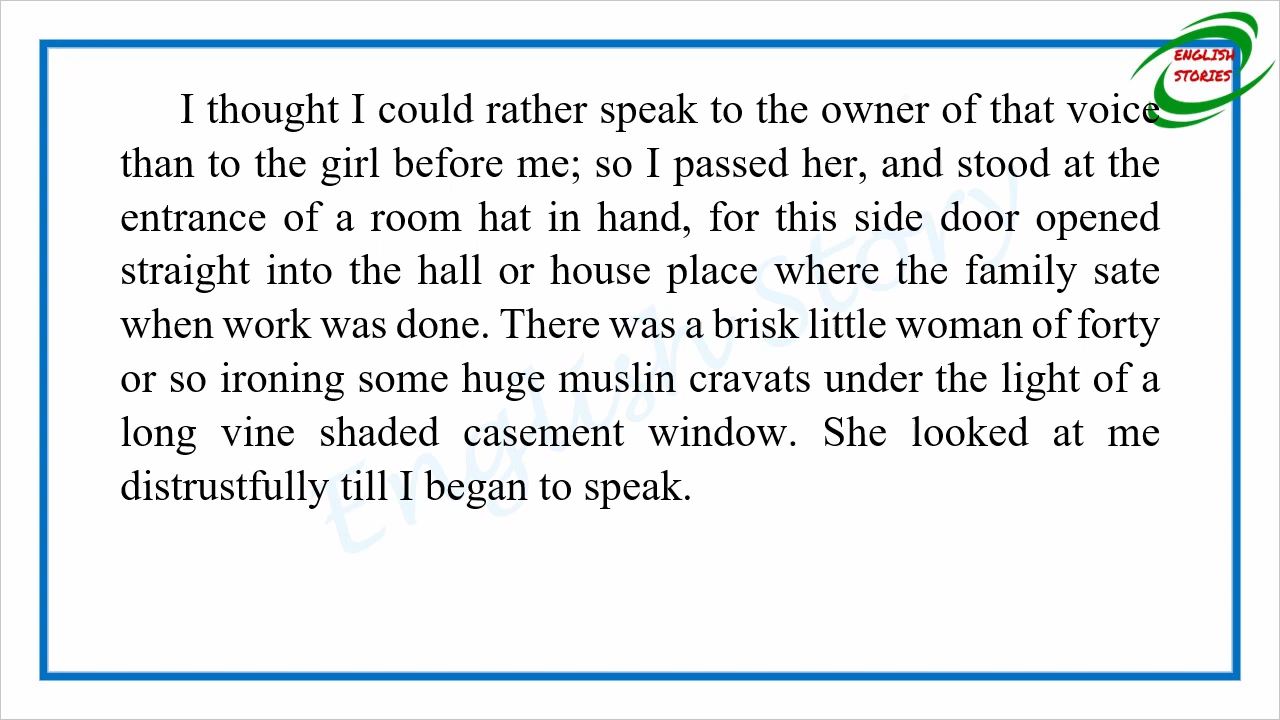 ENGLISH
STORIES
I thought I could rather speak to the owner of that voice
than to the girl before me; so I passed her, and stood at the
entrance of a room hat in hand, for this side door opened
straight into the hall or house place where the family sate
when work was done. There was a brisk little woman of forty
or so ironing some huge muslin cravats under the light of a
long vine shaded casement window. She looked at me
distrustfully till I began to speak.
English Story